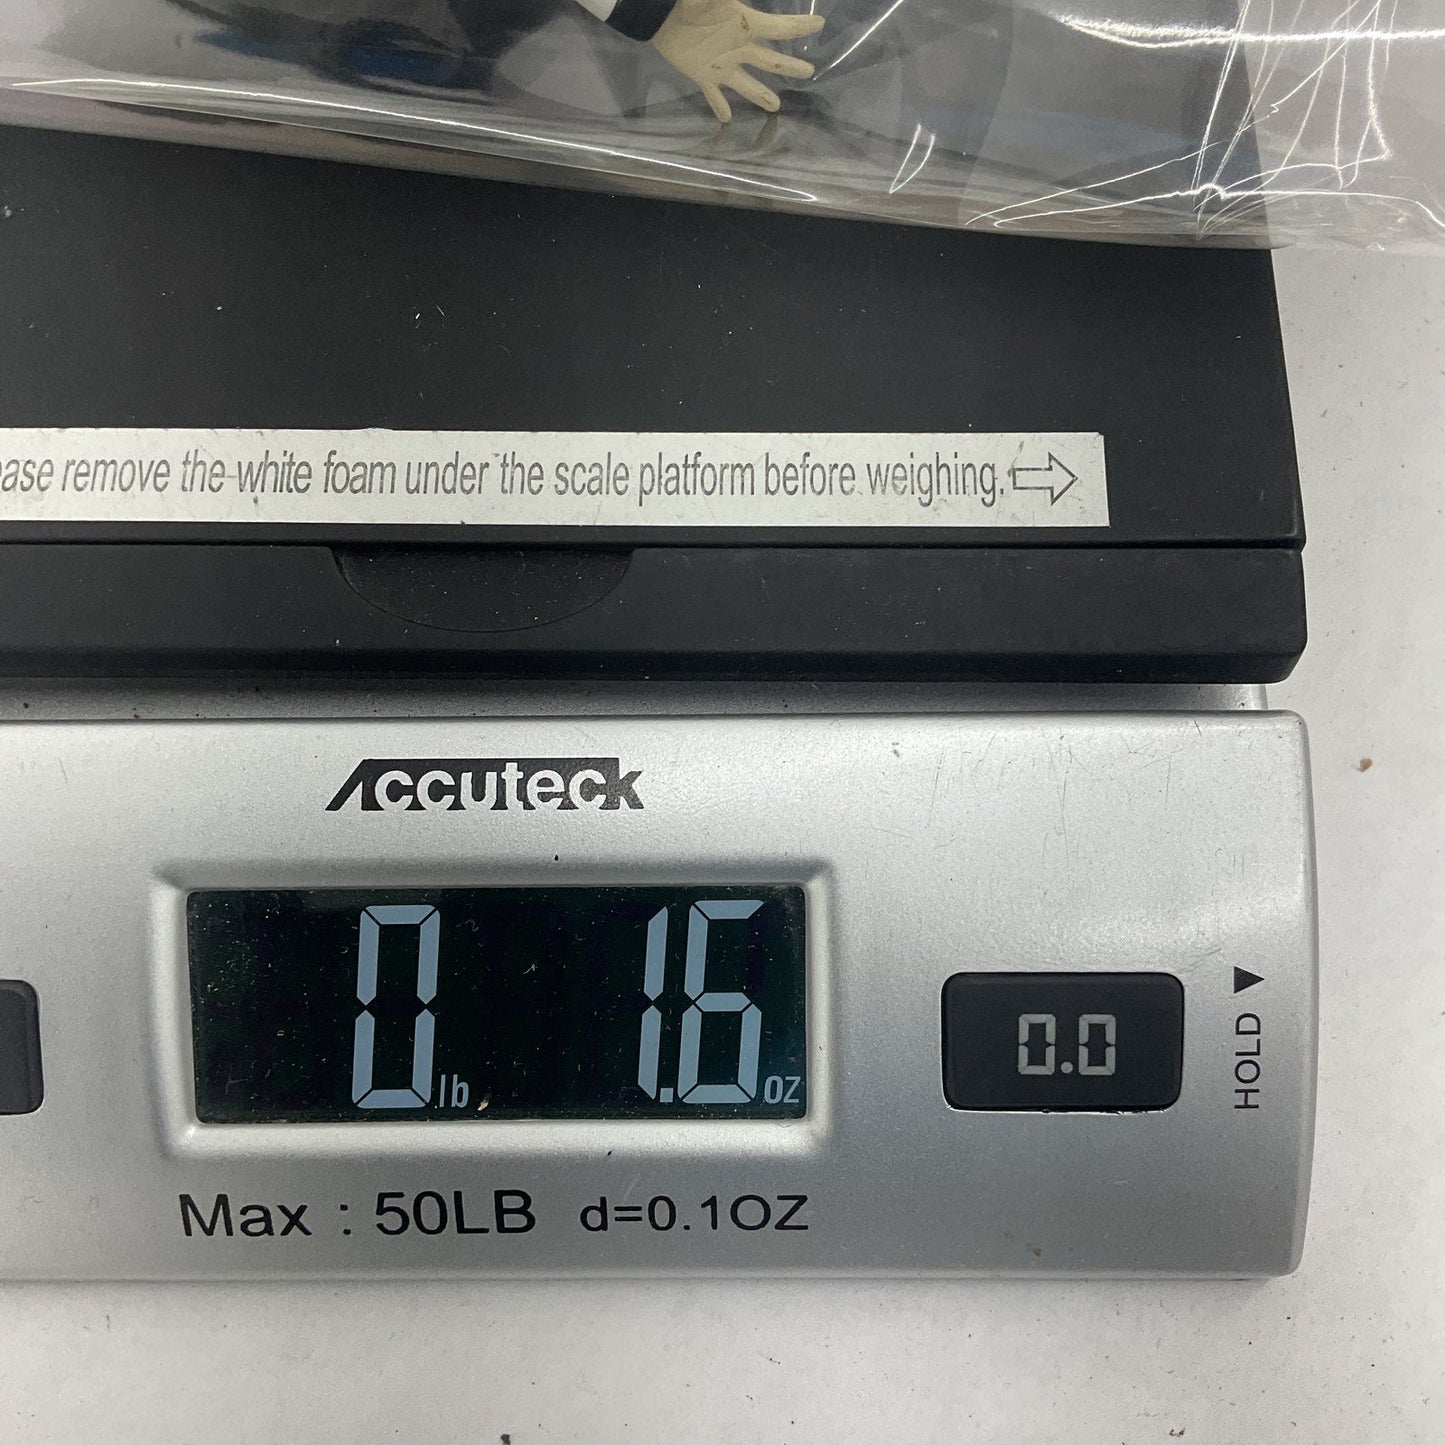 ase remove the white foam under the scale platform before weighing.
Accuteck
0 lb 1.6 oz
0.0
HOLD
Max : 50LB d=0.1OZ